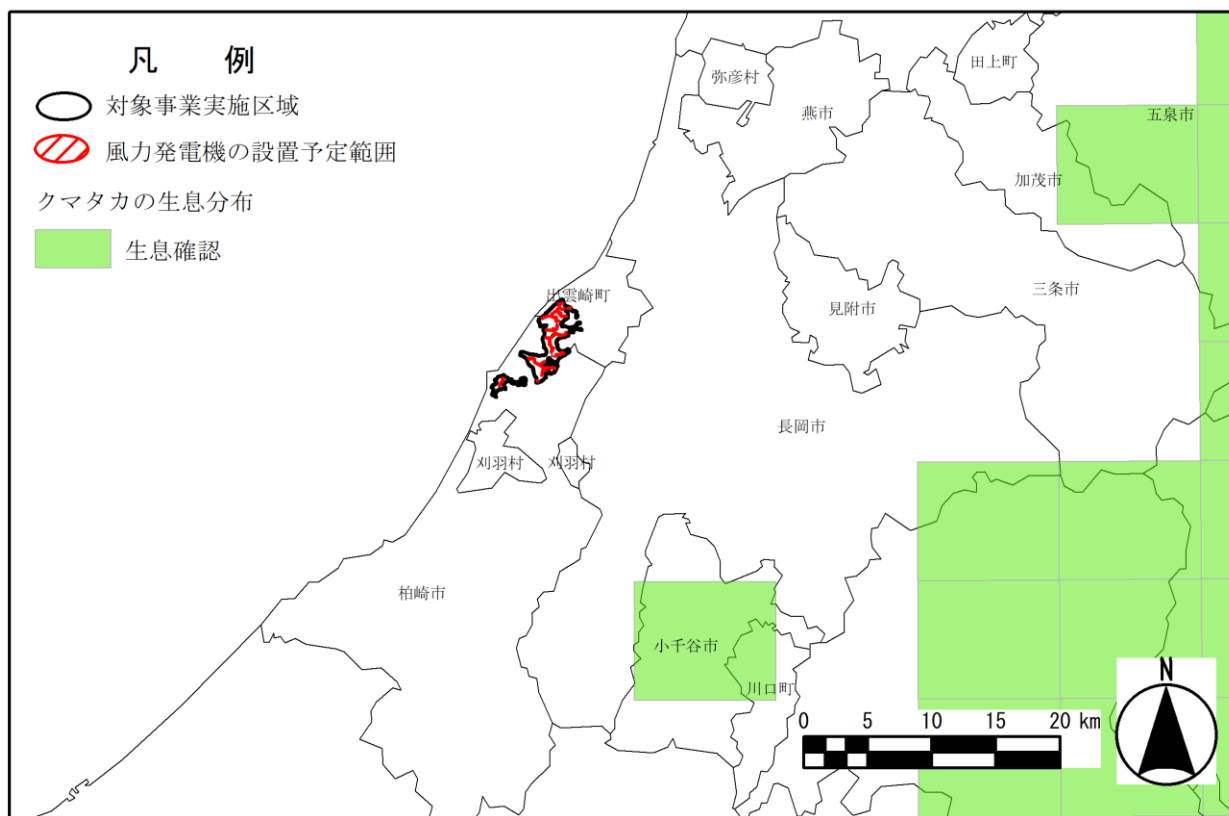 凡 例
対象事業実施区域
風力発電機の設置予定範囲
クマタカの生息分布
生息確認
弥彦村
田上町
燕市
五泉市
加茂市
出雲崎町
三条市
見附市
長岡市
刈羽村
刈羽村
柏崎市
小千谷市
川口町
N
0 5 10 15 20 km